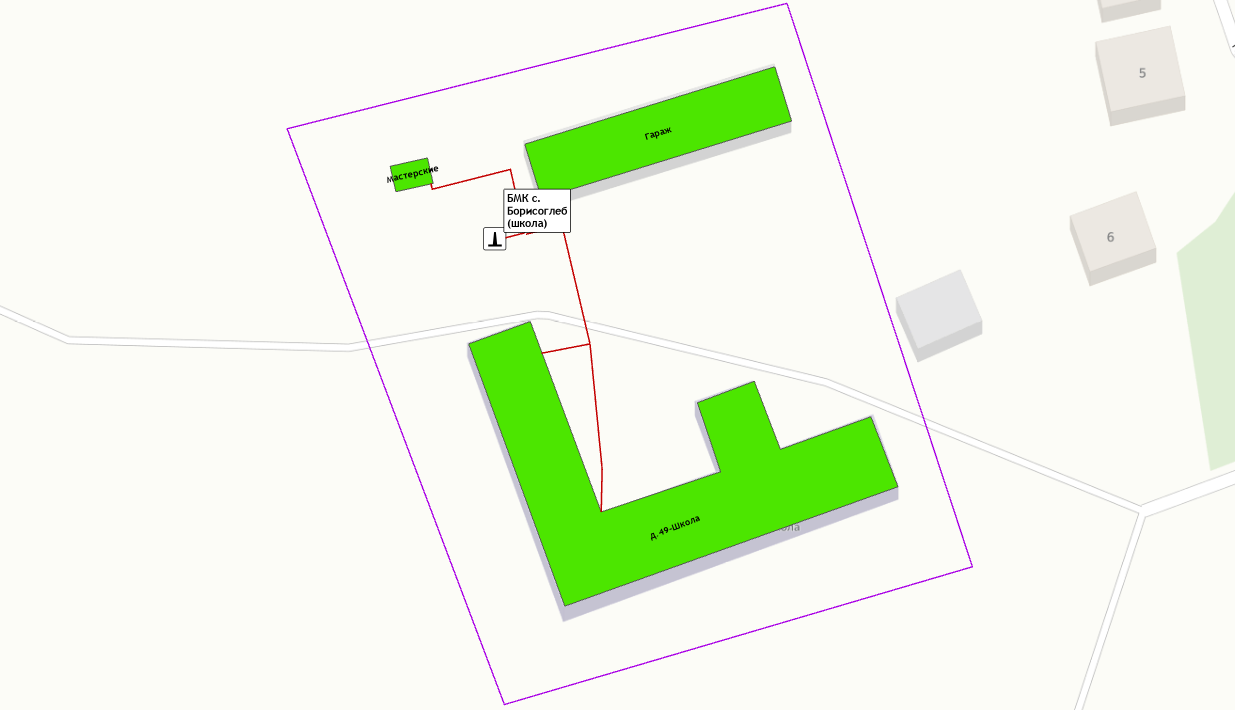 5
Гараж
мастерские
БМК с.
Борисоглеб
(школа)
6
д.49-Школа